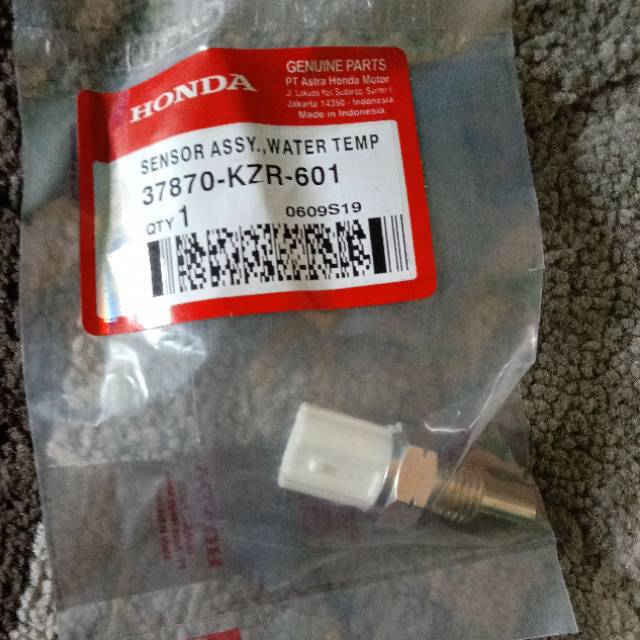 HONDA
GENUINE PARTS
PT Astra Honda Motor
Jakarta 14350 - Indonesia
Made in Indonesia
SENSOR ASSY.,WATER TEMP
37870-KZR-601
QTY 1
0609S19